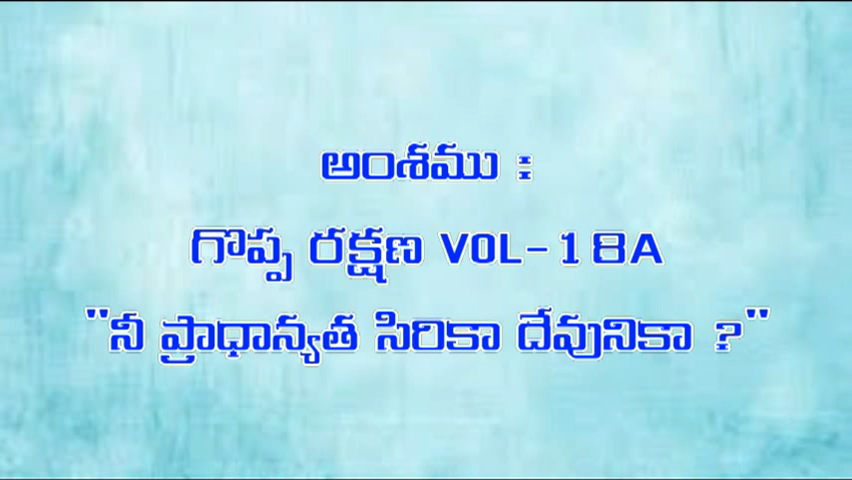 అంశము :
గొప్ప రక్షణ VOL-18A
"నీ ప్రాధాన్యత సిరికా దేవునికా ?"